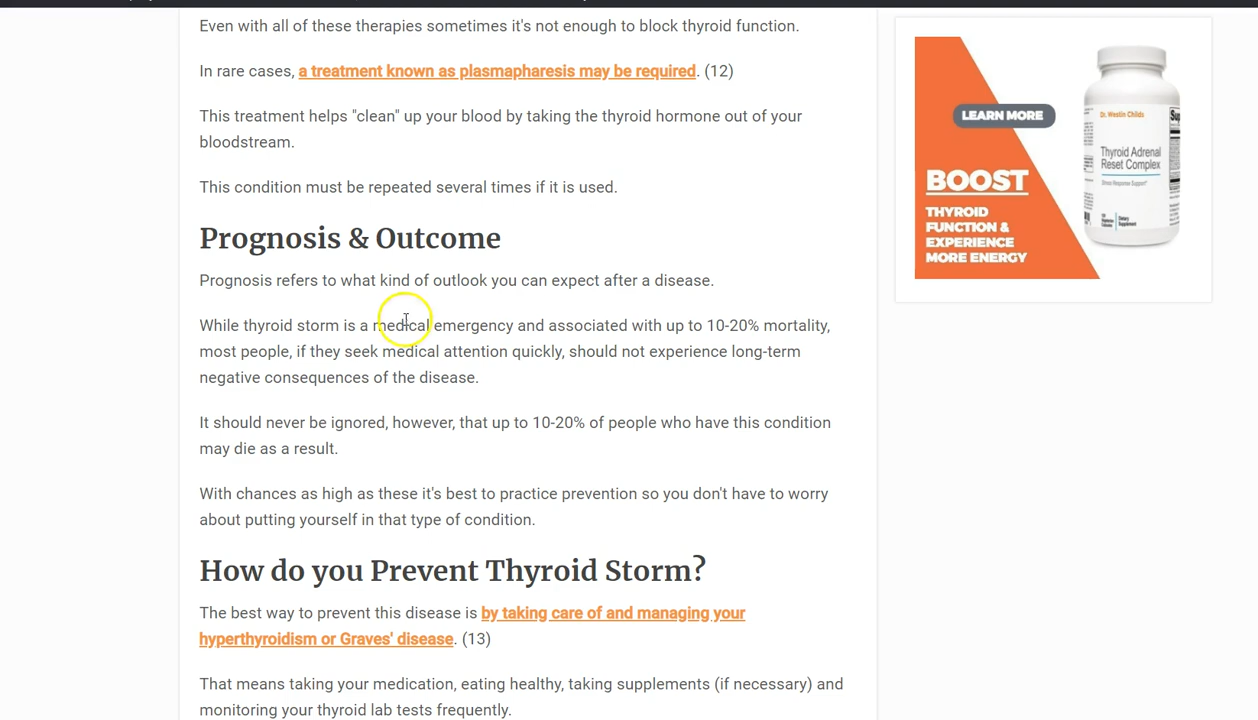 Even with all of these therapies sometimes it's not enough to block thyroid function.
In rare cases, a treatment known as plasmapharesis may be required. (12)
This treatment helps "clean" up your blood by taking the thyroid hormone out of your
bloodstream.
This condition must be repeated several times if it is used.
Prognosis & Outcome
Prognosis refers to what kind of outlook you can expect after a disease.
While thyroid storm is a medical emergency and associated with up to 10-20% mortality,
most people, if they seek medical attention quickly, should not experience long-term
negative consequences of the disease.
It should never be ignored, however, that up to 10-20% of people who have this condition
may die as a result.
With chances as high as these it's best to practice prevention so you don't have to worry
about putting yourself in that type of condition.
How do you Prevent Thyroid Storm?
The best way to prevent this disease is by taking care of and managing your
hyperthyroidism or Graves' disease. (13)
That means taking your medication, eating healthy, taking supplements (if necessary) and
monitoring your thyroid lab tests frequently.
LEARN MORE
BOOST
THYROID
FUNCTION &
EXPERIENCE
MORE ENERGY
Dr. Westin Childs
Thyroid Adrenal
Reset Complex